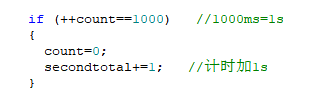 if (++count==1000)   //1000ms=1s
{
  count=0;
  secondtotal+=1;   //计时加1s
}